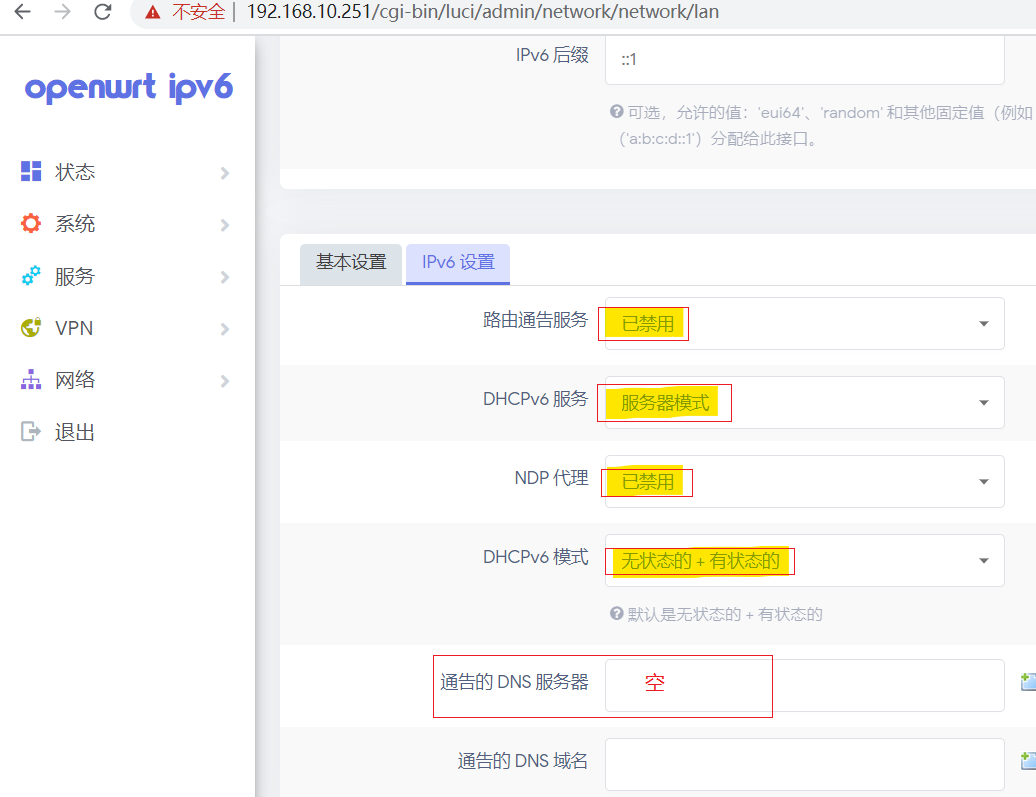 不安全 | 192.168.10.251/cgi-bin/luci/admin/network/network/lan
openwrt ipv6
状态
系统
服务
VPN
网络
退出
IPv6 后缀 ::1
可选，允许的值：'eui64'、'random' 和其他固定值（例如
（'a:b:c:d::1'）分配给此接口。
基本设置 IPv6 设置
路由通告服务 已禁用
DHCPv6 服务 服务器模式
NDP 代理 已禁用
DHCPv6 模式 无状态的 + 有状态的
默认是无状态的 + 有状态的
通告的 DNS 服务器 空
通告的 DNS 域名